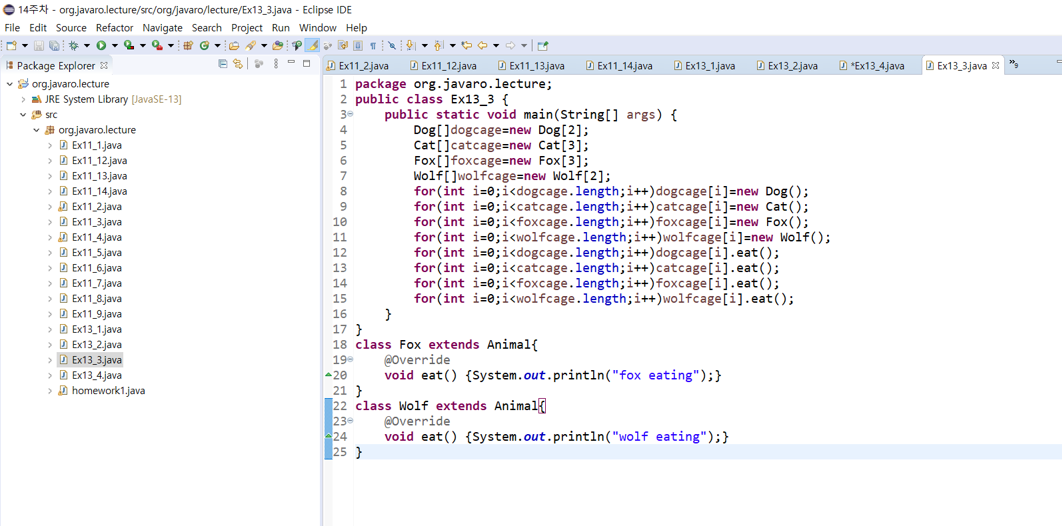 14주차 - org.javaro.lecture/src/org/javaro/lecture/Ex13_3.java - Eclipse IDE
File Edit Source Refactor Navigate Search Project Run Window Help
Package Explorer
org.javaro.lecture
JRE System Library [JavaSE-13]
src
org.javaro.lecture
Ex11_1.java
Ex11_12.java
Ex11_13.java
Ex11_14.java
Ex11_2.java
Ex11_3.java
Ex11_4.java
Ex11_5.java
Ex11_6.java
Ex11_7.java
Ex11_8.java
Ex11_9.java
Ex13_1.java
Ex13_2.java
Ex13_3.java
Ex13_4.java
homework1.java
Ex11_2.java Ex11_12.java Ex11_13.java Ex11_14.java Ex13_1.java Ex13_2.java *Ex13_4.java Ex13_3.java »9
1 package org.javaro.lecture;
2 public class Ex13_3 {
3 public static void main(String[] args) {
4 Dog[]dogcage=new Dog[2];
5 Cat[]catcage=new Cat[3];
6 Fox[]foxcage=new Fox[3];
7 Wolf[]wolfcage=new Wolf[2];
8 for(int i=0;i<dogcage.length;i++)dogcage[i]=new Dog();
9 for(int i=0;i<catcage.length;i++)catcage[i]=new Cat();
10 for(int i=0;i<foxcage.length;i++)foxcage[i]=new Fox();
11 for(int i=0;i<wolfcage.length;i++)wolfcage[i]=new Wolf();
12 for(int i=0;i<dogcage.length;i++)dogcage[i].eat();
13 for(int i=0;i<catcage.length;i++)catcage[i].eat();
14 for(int i=0;i<foxcage.length;i++)foxcage[i].eat();
15 for(int i=0;i<wolfcage.length;i++)wolfcage[i].eat();
16 }
17 }
18 class Fox extends Animal{
19 @Override
20 void eat() {System.out.println("fox eating");}
21 }
22 class Wolf extends Animal{
23 @Override
24 void eat() {System.out.println("wolf eating");}
25 }